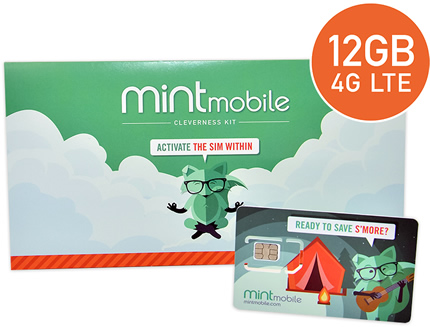 12GB
4G LTE
mintmobile
CLEVERNESS KIT
ACTIVATE THE SIM WITHIN
READY TO SAVE S'MORE?
mintmobile
mintmobile.com